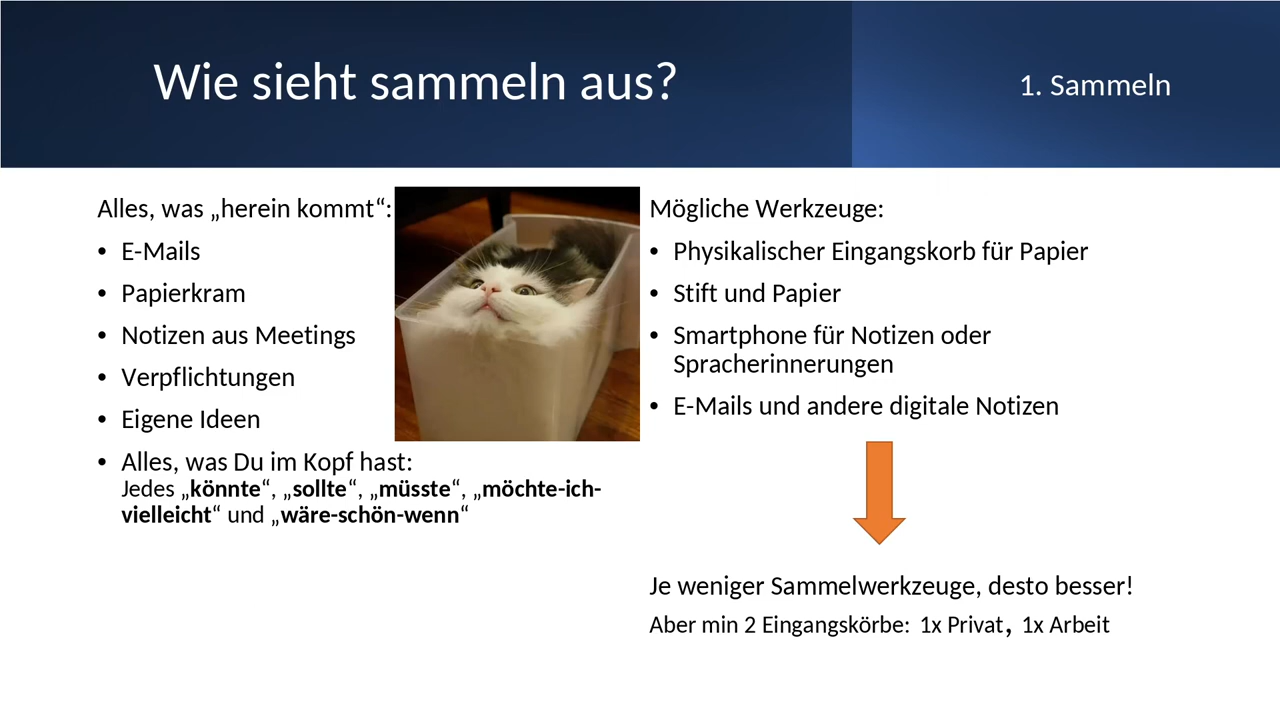 Wie sieht sammeln aus?
1. Sammeln
Alles, was „herein kommt“:
• E-Mails
• Papierkram
• Notizen aus Meetings
• Verpflichtungen
• Eigene Ideen
• Alles, was Du im Kopf hast:
Jedes „könnte“, „sollte“, „müsste“, „möchte-ich-
vielleicht“ und „wäre-schön-wenn“
Mögliche Werkzeuge:
• Physikalischer Eingangskorb für Papier
• Stift und Papier
• Smartphone für Notizen oder
Spracherinnerungen
• E-Mails und andere digitale Notizen
Je weniger Sammelwerkzeuge, desto besser!
Aber min 2 Eingangskörbe: 1x Privat, 1x Arbeit